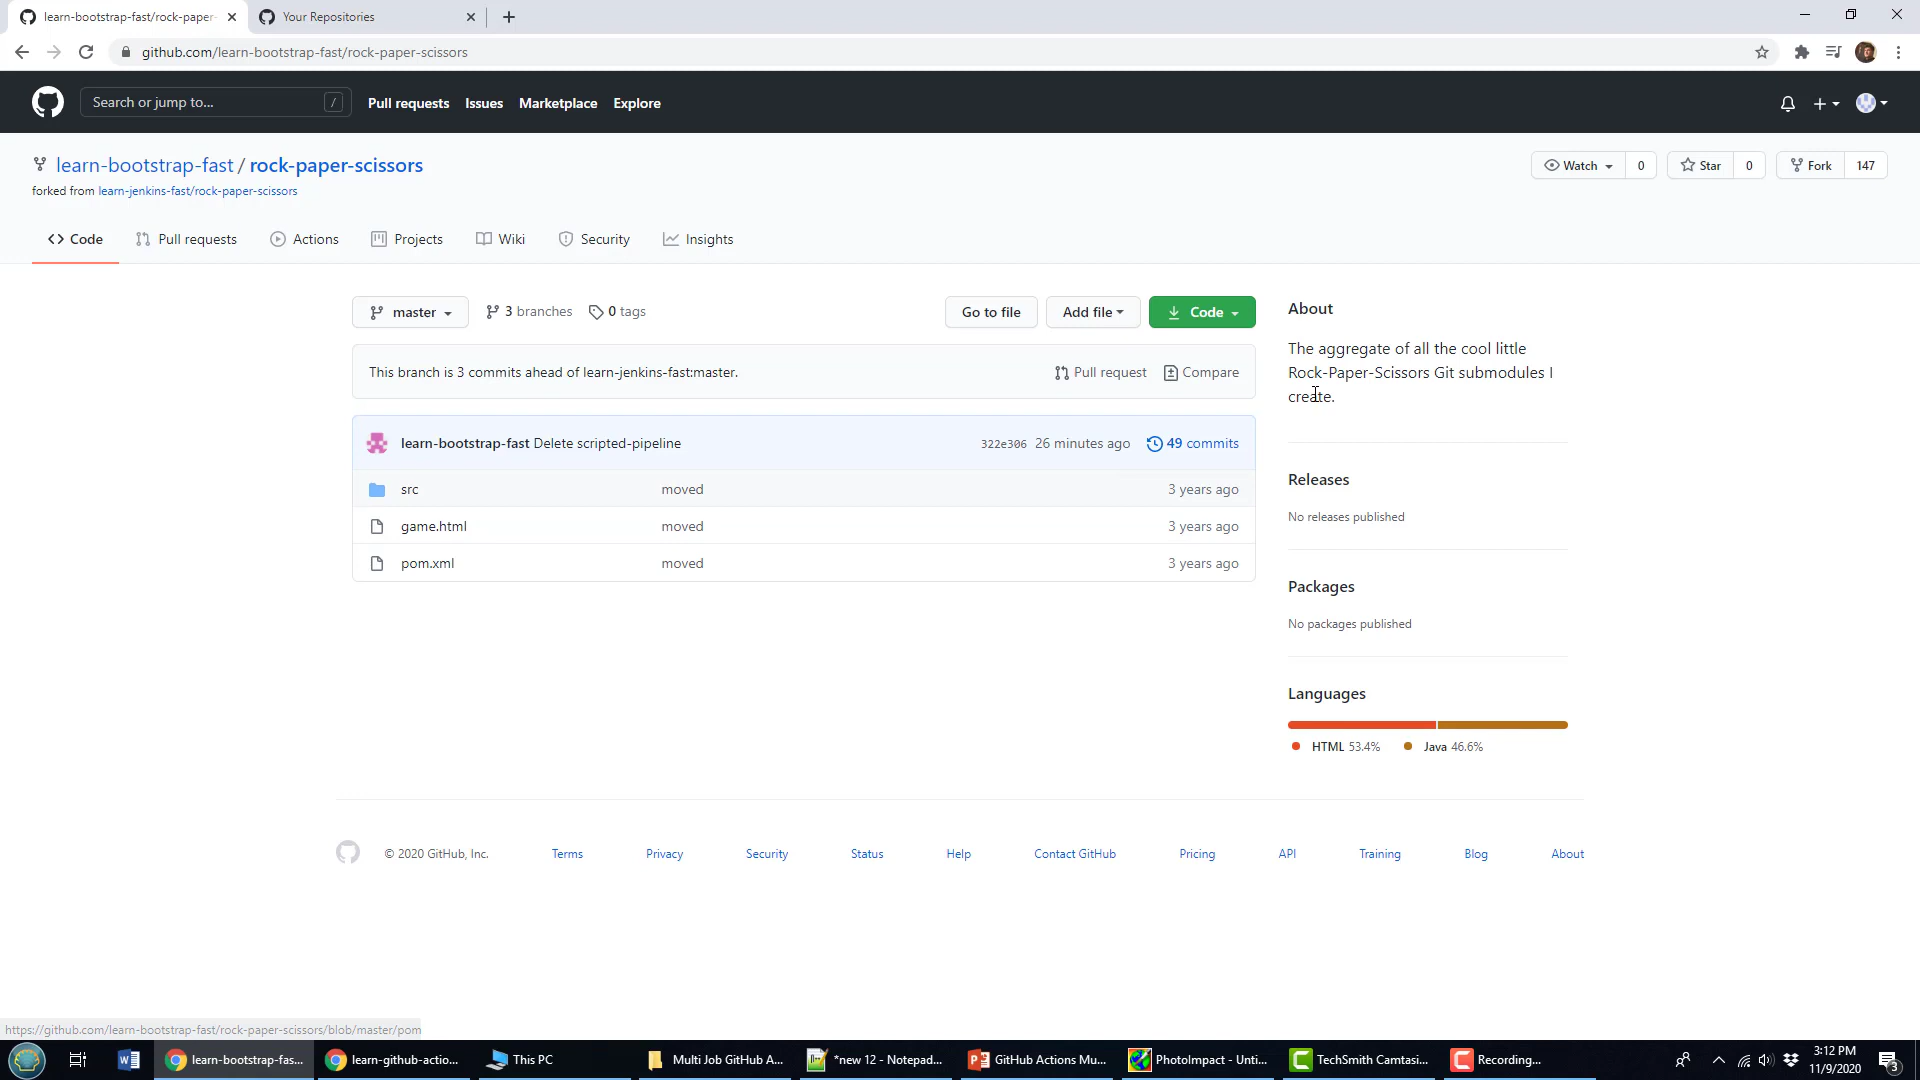 learn-bootstrap-fast/rock-paper-
Your Repositories
github.com/learn-bootstrap-fast/rock-paper-scissors
Search or jump to...
/
Pull requests
Issues
Marketplace
Explore
learn-bootstrap-fast / rock-paper-scissors
Watch 0
Star 0
Fork 147
forked from learn-jenkins-fast/rock-paper-scissors
Code
Pull requests
Actions
Projects
Wiki
Security
Insights
master
3 branches
0 tags
Go to file
Add file
Code
This branch is 3 commits ahead of learn-jenkins-fast:master.
Pull request
Compare
learn-bootstrap-fast Delete scripted-pipeline
322e306 26 minutes ago
49 commits
src moved 3 years ago
game.html moved 3 years ago
pom.xml moved 3 years ago
About
The aggregate of all the cool little
Rock-Paper-Scissors Git submodules I
create.
Releases
No releases published
Packages
No packages published
Languages
HTML 53.4%
Java 46.6%
© 2020 GitHub, Inc.
Terms
Privacy
Security
Status
Help
Contact GitHub
Pricing
API
Training
Blog
About
https://github.com/learn-bootstrap-fast/rock-paper-scissors/blob/master/pom
learn-bootstrap-fas...
learn-github-actio...
This PC
Multi Job GitHub A...
*new 12 - Notepad...
GitHub Actions Mu...
PhotoImpact - Unti...
TechSmith Camtasi...
Recording...
3:12 PM
11/9/2020
3